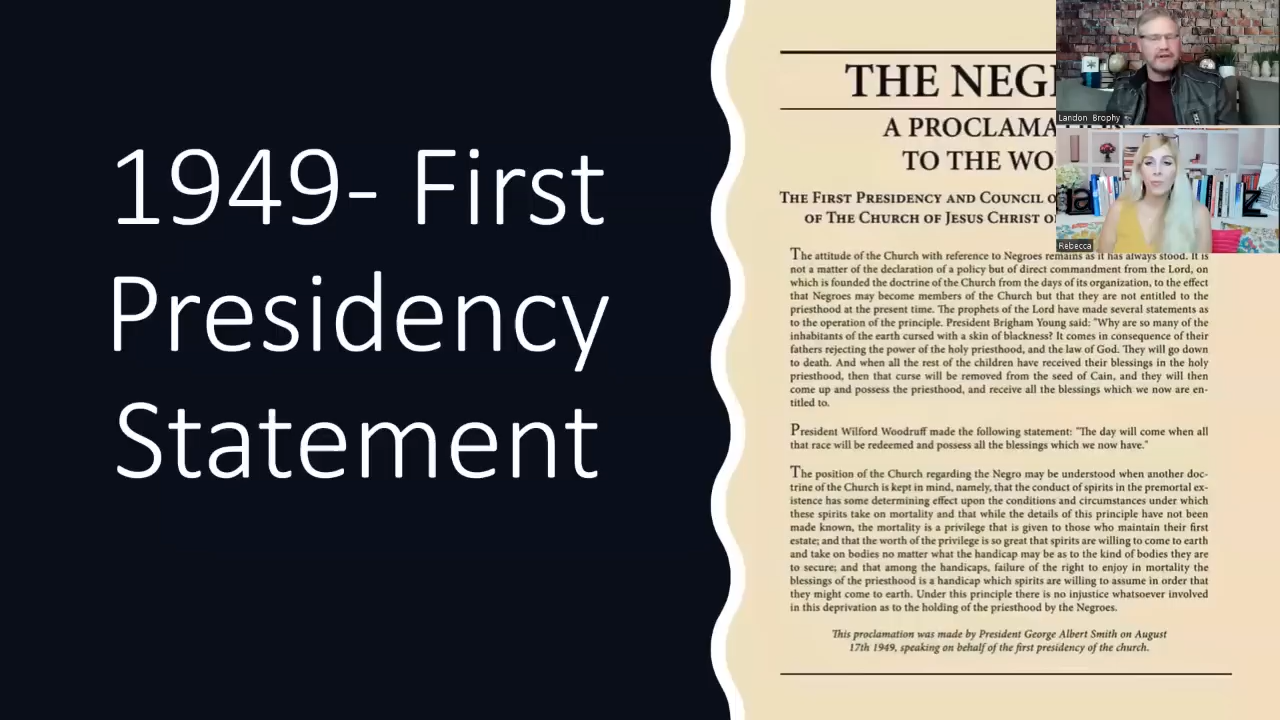 1949- First
Presidency
Statement
THE NEG
A PROCLAMA
TO THE WO
THE FIRST PRESIDENCY AND COUNCIL O
OF THE CHURCH OF JESUS CHRIST O
The attitude of the Church with reference to Negroes remains as it has always stood. It is
not a matter of the declaration of a policy but of direct commandment from the Lord, on
which is founded the doctrine of the Church from the days of its organization, to the effect
that Negroes may become members of the Church but that they are not entitled to the
priesthood at the present time. The prophets of the Lord have made several statements as
to the operation of the principle. President Brigham Young said: "Why are so many of the
inhabitants of the earth cursed with a skin of blackness? It comes in consequence of their
fathers rejecting the power of the holy priesthood, and the law of God. They will go down
to death. And when all the rest of the children have received their blessings in the holy
priesthood, then that curse will be removed from the seed of Cain, and they will then
come up and possess the priesthood, and receive all the blessings which we now are en-
titled to.
President Wilford Woodruff made the following statement: "The day will come when all
that race will be redeemed and possess all the blessings which we now have."
The position of the Church regarding the Negro may be understood when another doc-
trine of the Church is kept in mind, namely, that the conduct of spirits in the premortal ex-
istence has some determining effect upon the conditions and circumstances under which
these spirits take on mortality and that while the details of this principle have not been
made known, the mortality is a privilege that is given to those who maintain their first
estate; and that the worth of the privilege is so great that spirits are willing to come to earth
and take on bodies no matter what the handicap may be as to the kind of bodies they are
to secure; and that among the handicaps, failure of the right to enjoy in mortality the
blessings of the priesthood is a handicap which spirits are willing to assume in order that
they might come to earth. Under this principle there is no injustice whatsoever involved
in this deprivation as to the holding of the priesthood by the Negroes.
This proclamation was made by President George Albert Smith on August
17th 1949, speaking on behalf of the first presidency of the church.
Landon Brophy
Rebecca